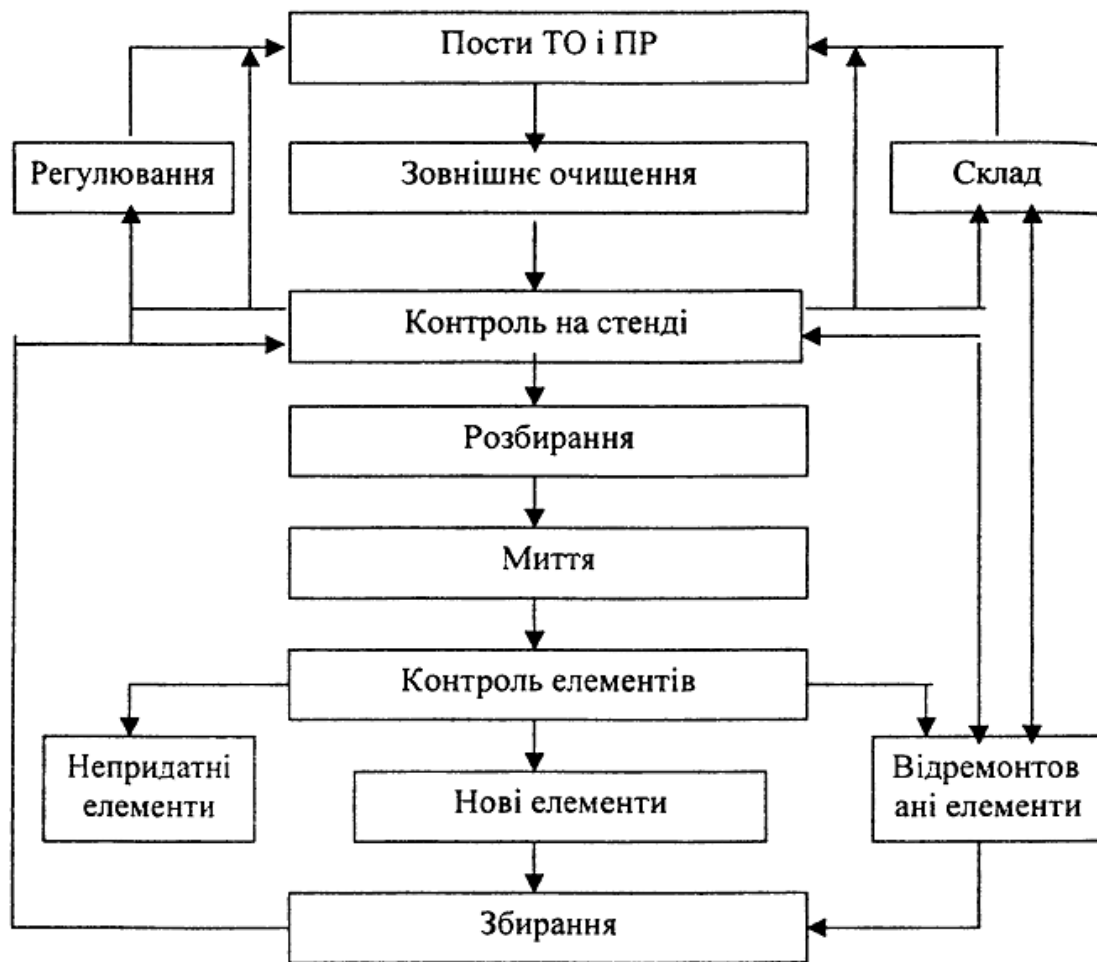 Пости ТО і ПР
Регулювання
Зовнішнє очищення
Склад
Контроль на стенді
Розбирання
Миття
Контроль елементів
Непридатні
елементи
Нові елементи
Відремонтов
ані елементи
Збирання